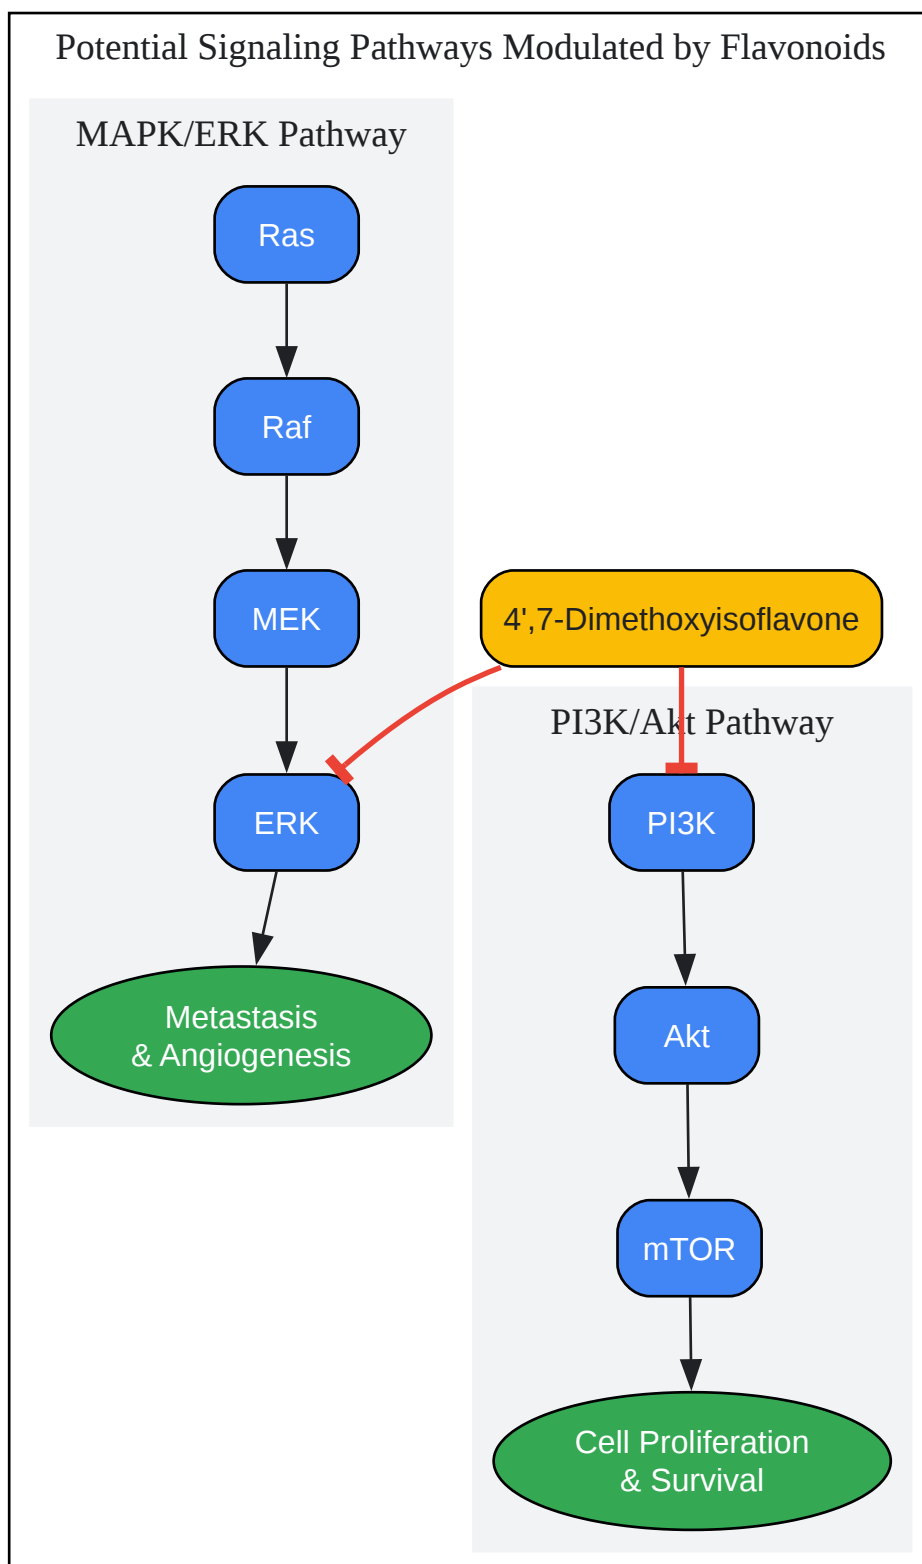 Potential Signaling Pathways Modulated by Flavonoids
MAPK/ERK Pathway
Ras
Raf
MEK
4',7-Dimethoxyisoflavone
PI3K/Akt Pathway
ERK
PI3K
Metastasis
& Angiogenesis
Akt
mTOR
Cell Proliferation
& Survival